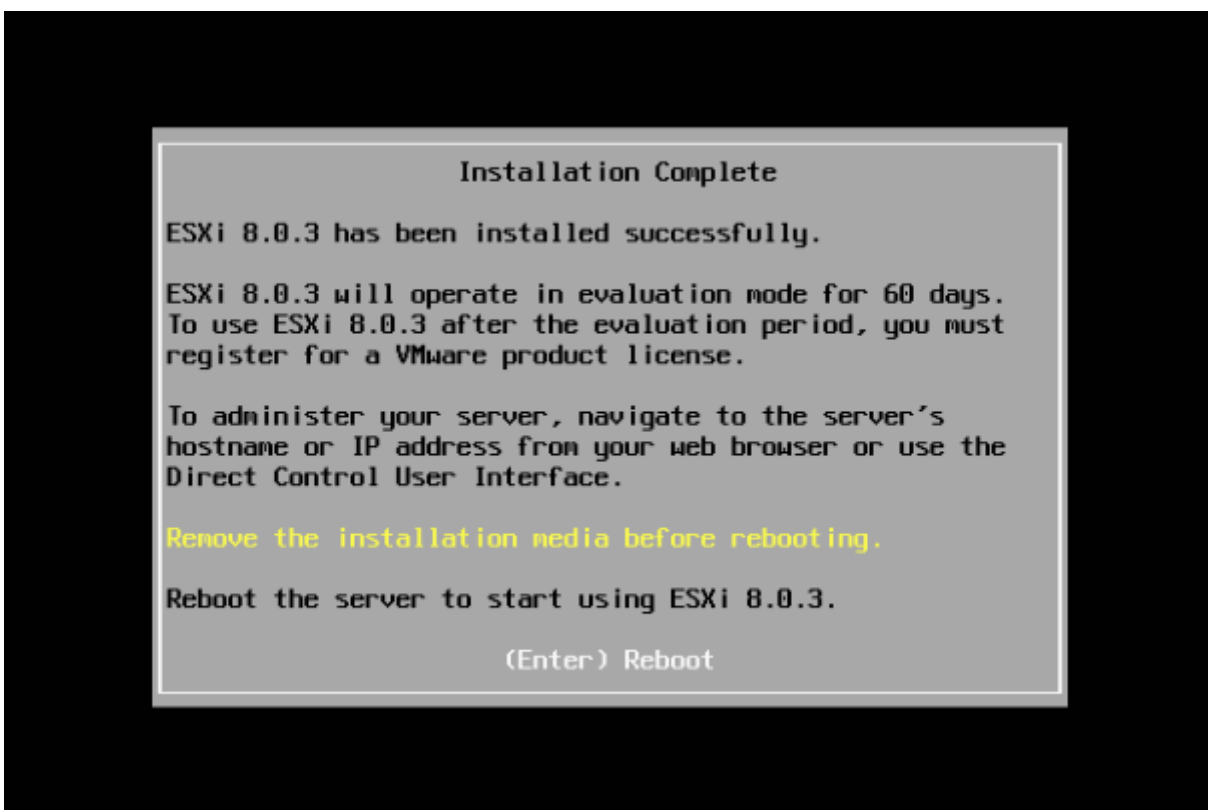 Installation Complete
ESXi 8.0.3 has been installed successfully.
ESXi 8.0.3 will operate in evaluation mode for 60 days.
To use ESXi 8.0.3 after the evaluation period, you must
register for a VMware product license.
To administer your server, navigate to the server's
hostname or IP address from your web browser or use the
Direct Control User Interface.
Remove the installation media before rebooting.
Reboot the server to start using ESXi 8.0.3.
(Enter) Reboot